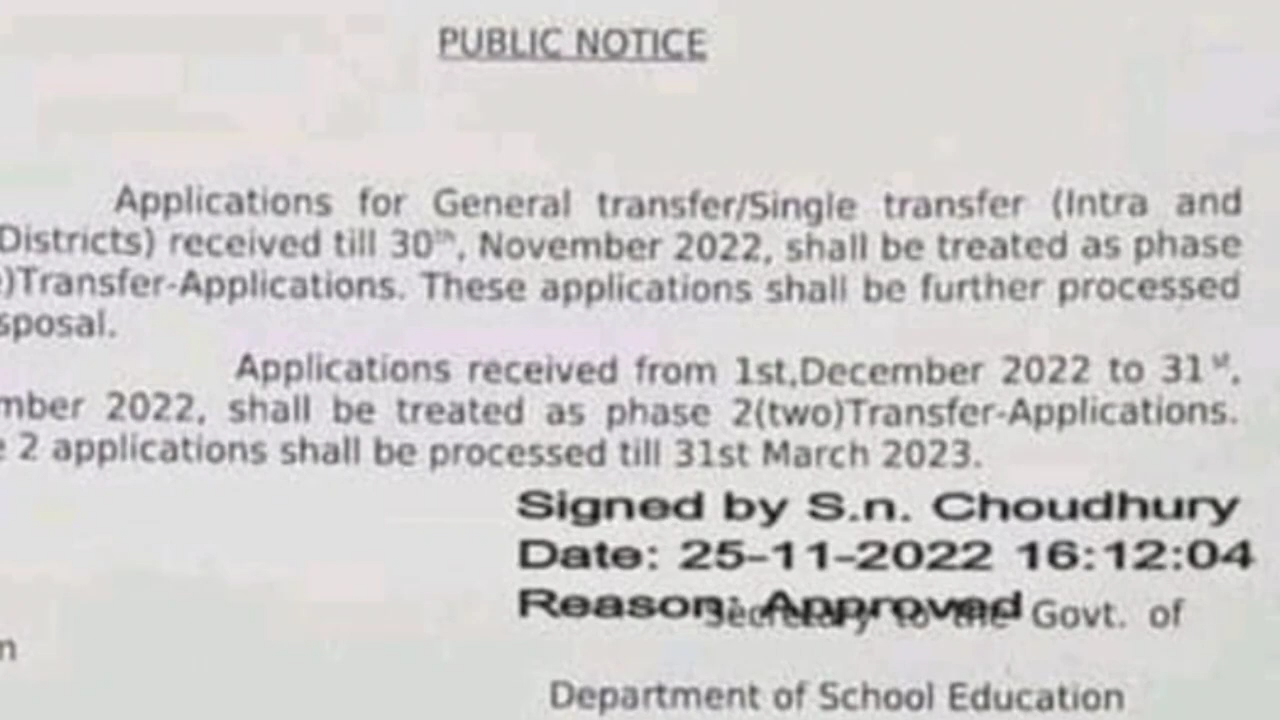 PUBLIC NOTICE
Applications for General transfer/Single transfer (Intra and
Districts) received till 30th, November 2022, shall be treated as phase
)Transfer-Applications. These applications shall be further processed
sposal.
Applications received from 1st,December 2022 to 31st,
mber 2022, shall be treated as phase 2(two)Transfer-Applications.
e 2 applications shall be processed till 31st March 2023.
Signed by S.n. Choudhury
Date: 25-11-2022 16:12:04
Reason: Approved
Secretary to the Govt. of
n
Department of School Education